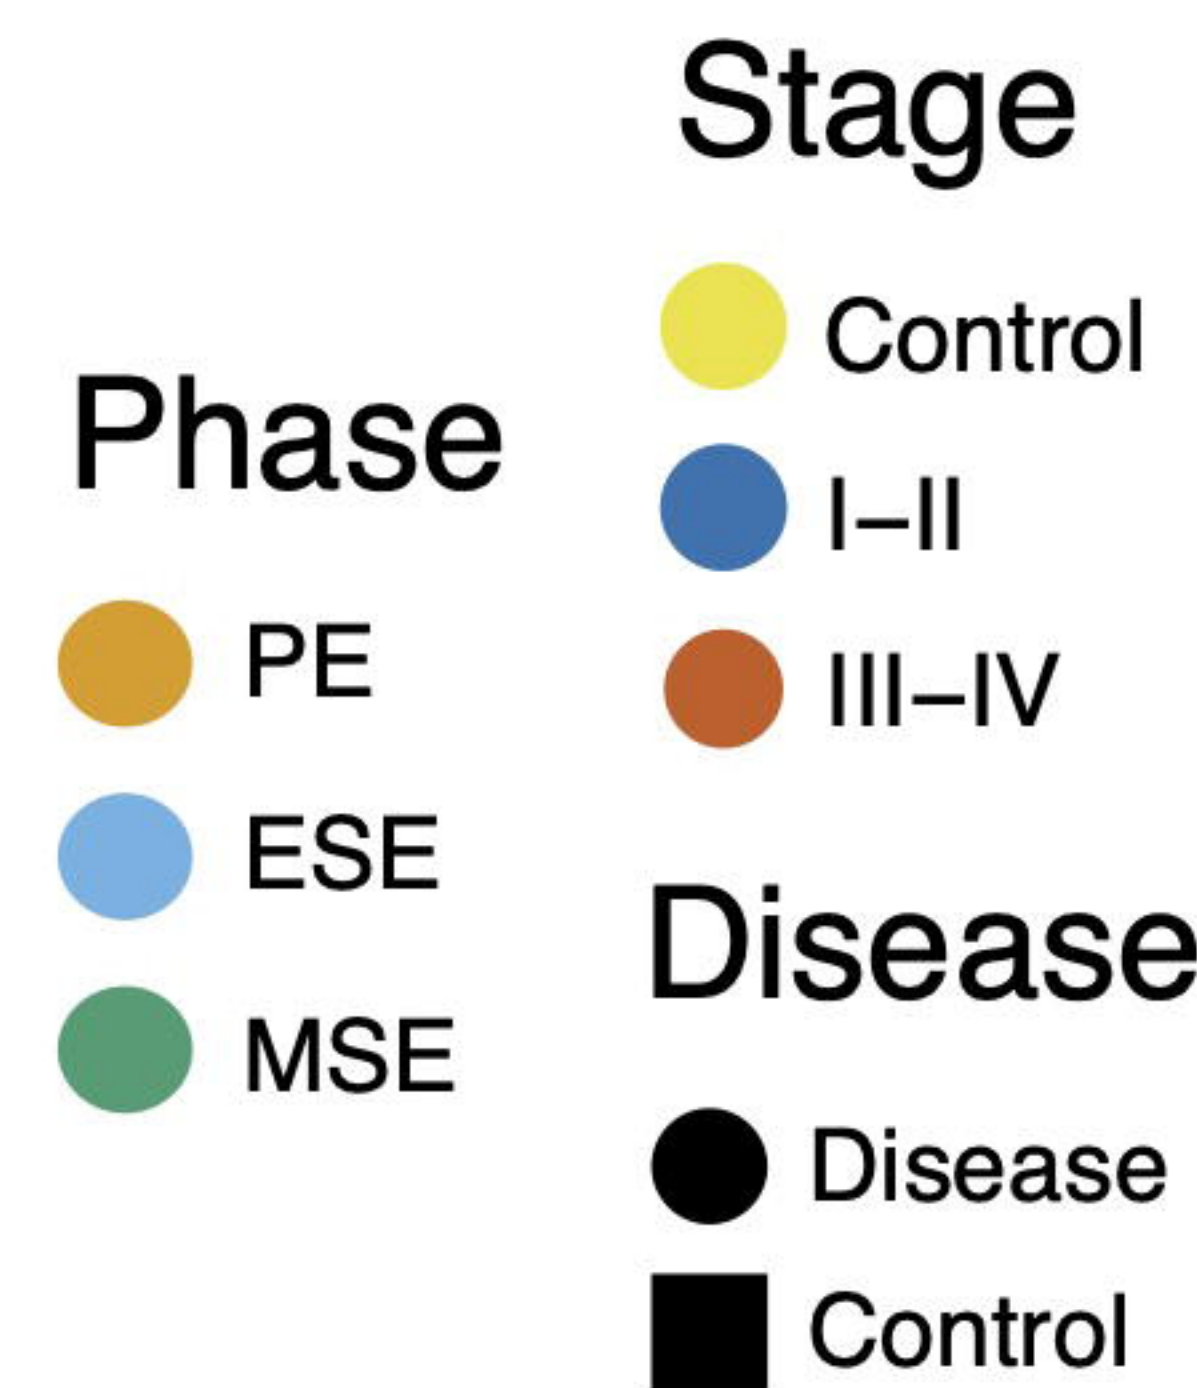 Phase
PE
ESE
MSE
Stage
Control
I–II
III–IV
Disease
Disease
Control